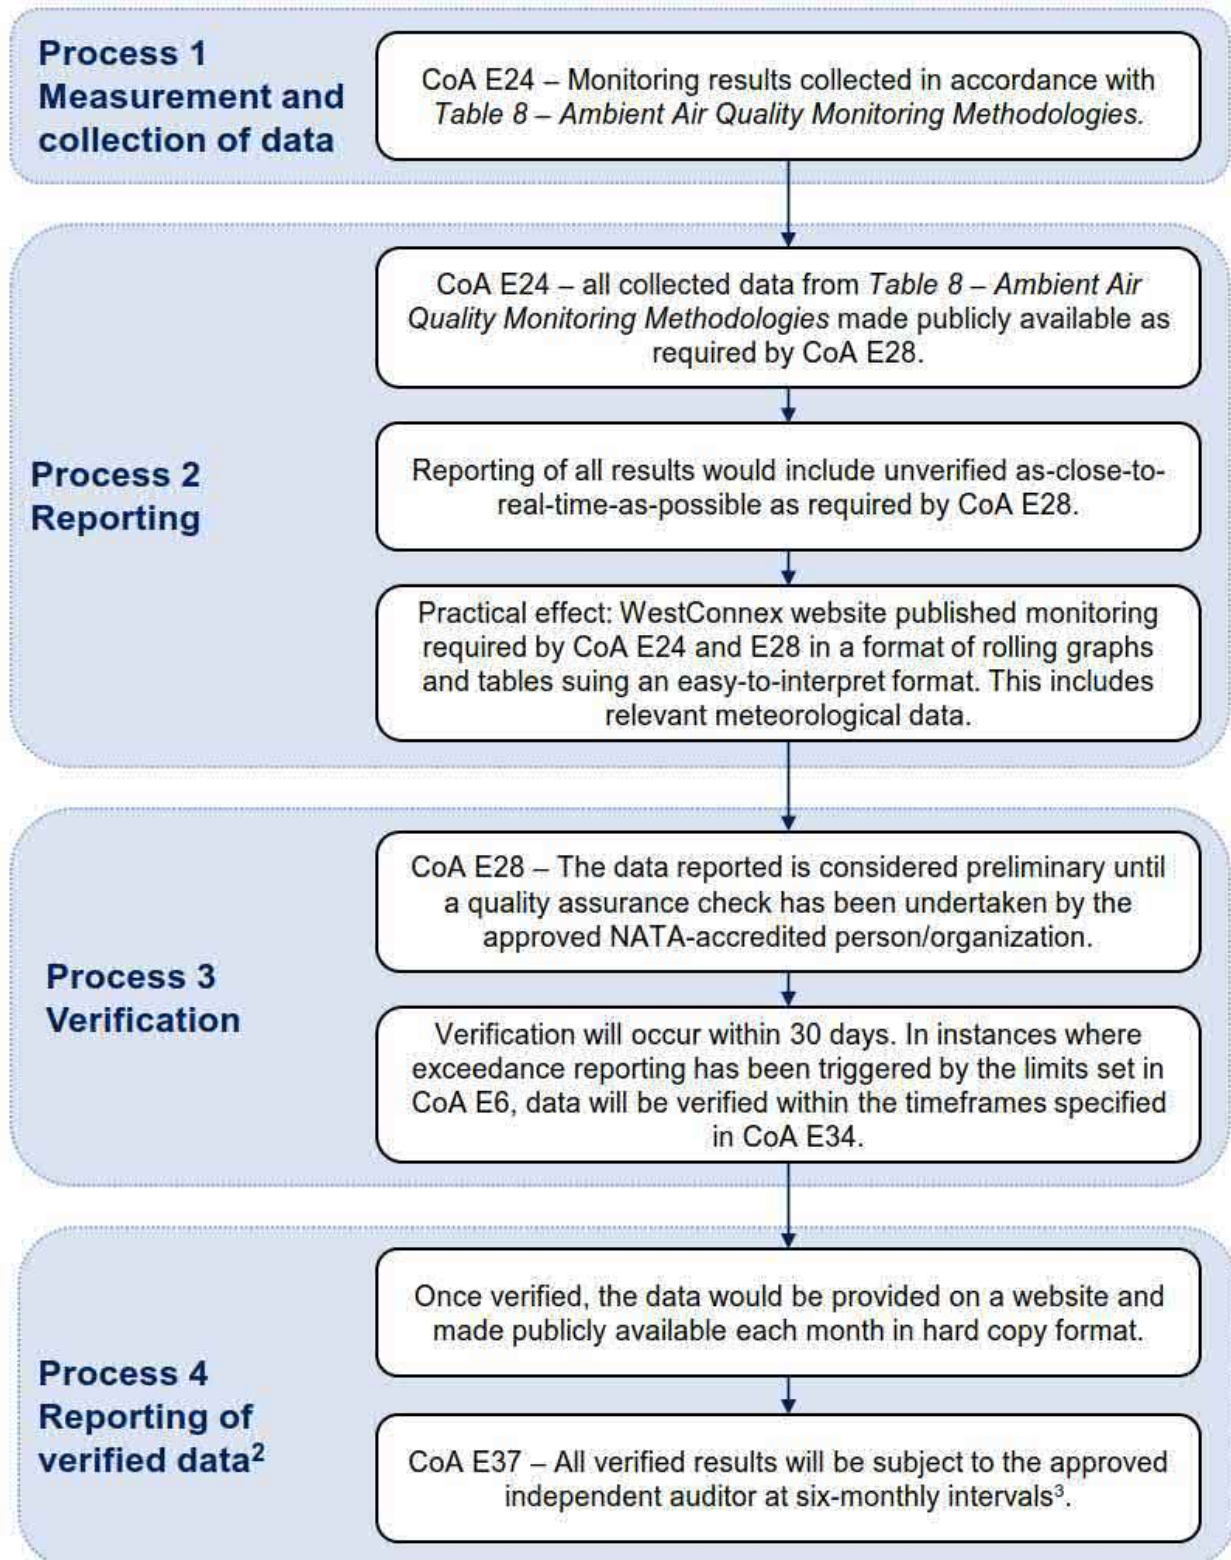 Process 1
Measurement and
collection of data
CoA E24 – Monitoring results collected in accordance with
Table 8 – Ambient Air Quality Monitoring Methodologies.
Process 2
Reporting
CoA E24 – all collected data from Table 8 – Ambient Air
Quality Monitoring Methodologies made publicly available as
required by CoA E28.
Reporting of all results would include unverified as-close-to-
real-time-as-possible as required by CoA E28.
Practical effect: WestConnex website published monitoring
required by CoA E24 and E28 in a format of rolling graphs
and tables suing an easy-to-interpret format. This includes
relevant meteorological data.
Process 3
Verification
CoA E28 – The data reported is considered preliminary until
a quality assurance check has been undertaken by the
approved NATA-accredited person/organization.
Verification will occur within 30 days. In instances where
exceedance reporting has been triggered by the limits set in
CoA E6, data will be verified within the timeframes specified
in CoA E34.
Process 4
Reporting of
verified data²
Once verified, the data would be provided on a website and
made publicly available each month in hard copy format.
CoA E37 – All verified results will be subject to the approved
independent auditor at six-monthly intervals³.